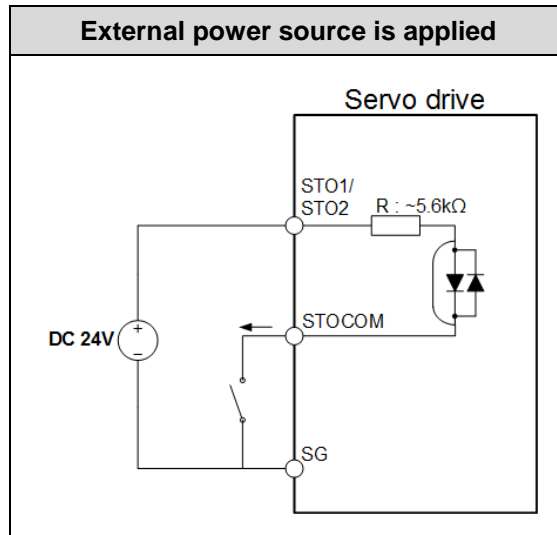 External power source is applied
Servo drive
STO1/
STO2
R : ~5.6kΩ
DC 24V
+
−
STOCOM
SG